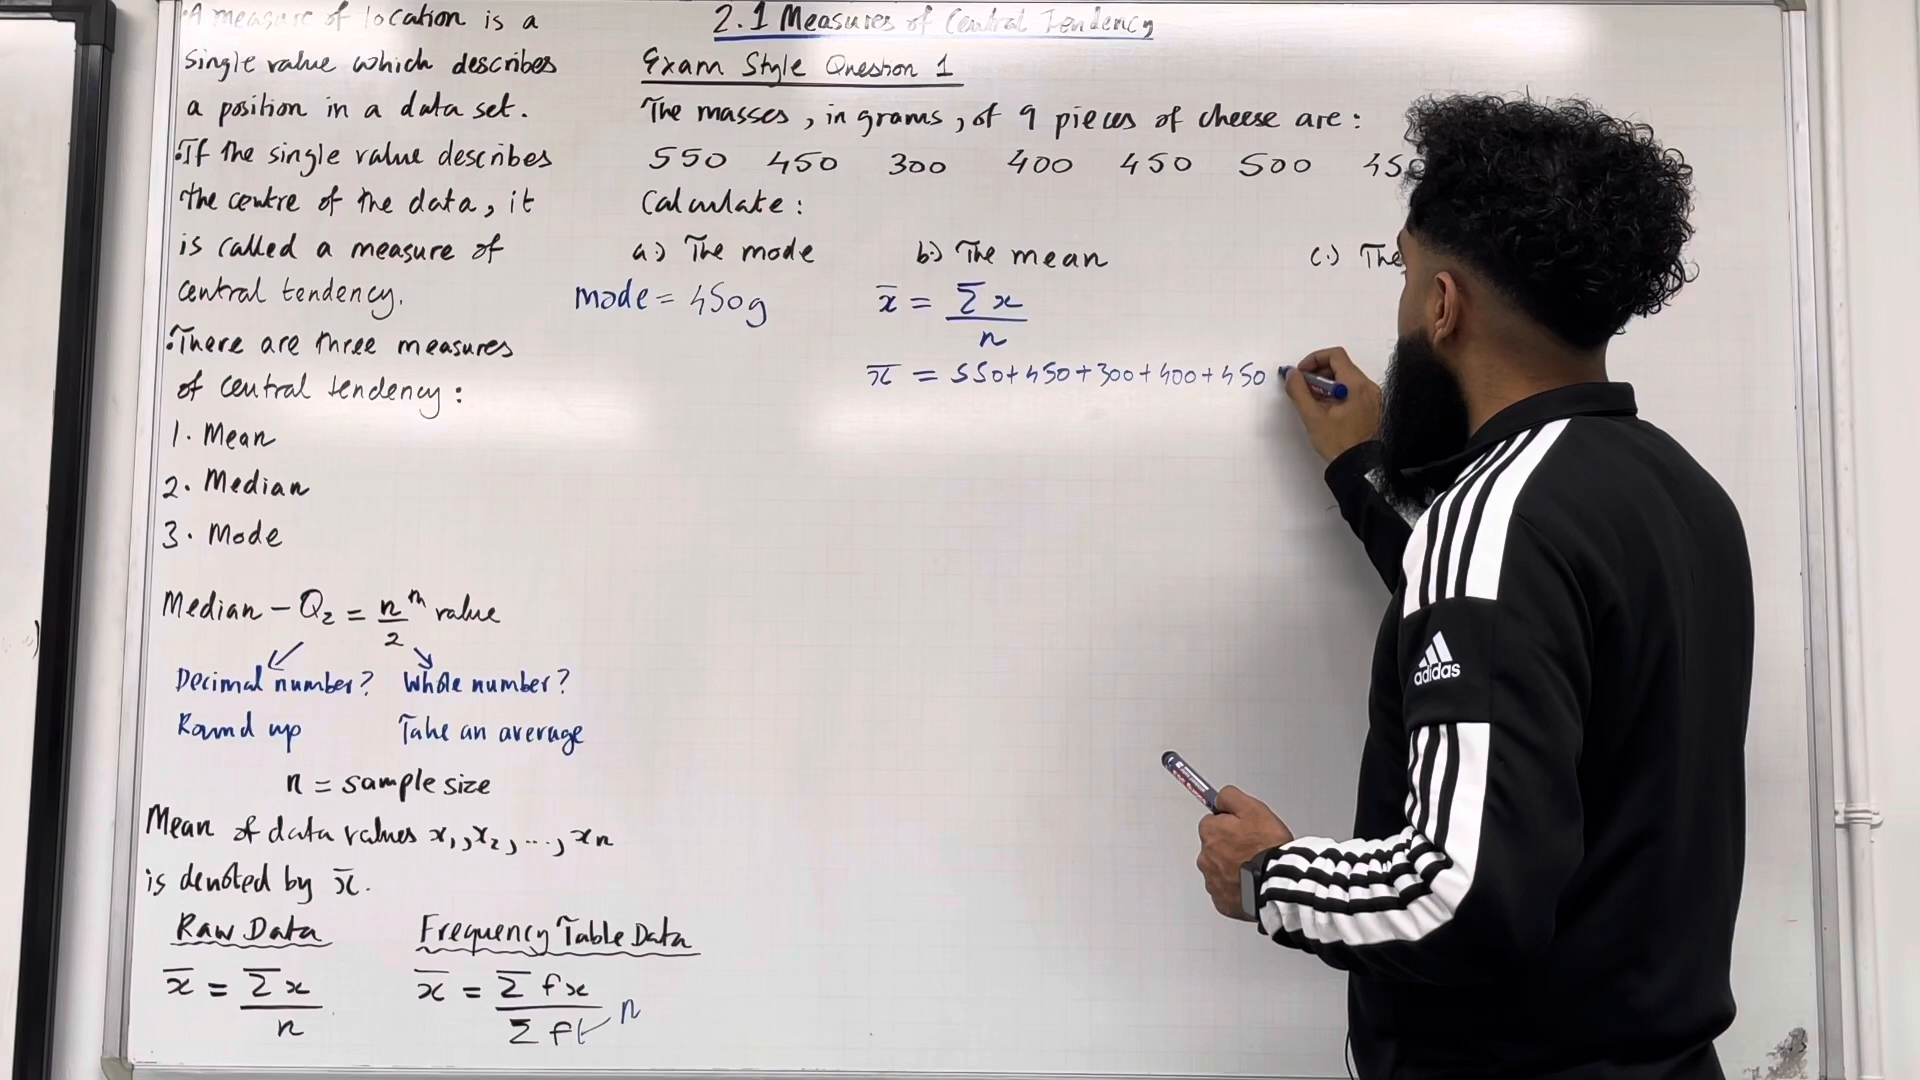 ·A measure of location is a
single value which describes
a position in a data set.
·If the single value describes
the centre of the data, it
is called a measure of
central tendency.
·There are three measures
of central tendency:
1. Mean
2. Median
3. Mode
Median - Q₂ = n/2 ᵗʰ value
Decimal number? Whole number?
Round up Take an average
n = sample size
Mean of data values x₁, x₂, ..., xn
is denoted by x̄.
Raw Data Frequency Table Data
x̄ = Σx/n x̄ = Σfx/Σf n
2.1 Measures of Central Tendency
Exam Style Question 1
The masses, in grams, of 9 pieces of cheese are:
550 450 300 400 450 500 450
Calculate:
a.) The mode b.) The mean c.) The
mode = 450g x̄ = Σx/n
x̄ = 550+450+300+400+450
adidas